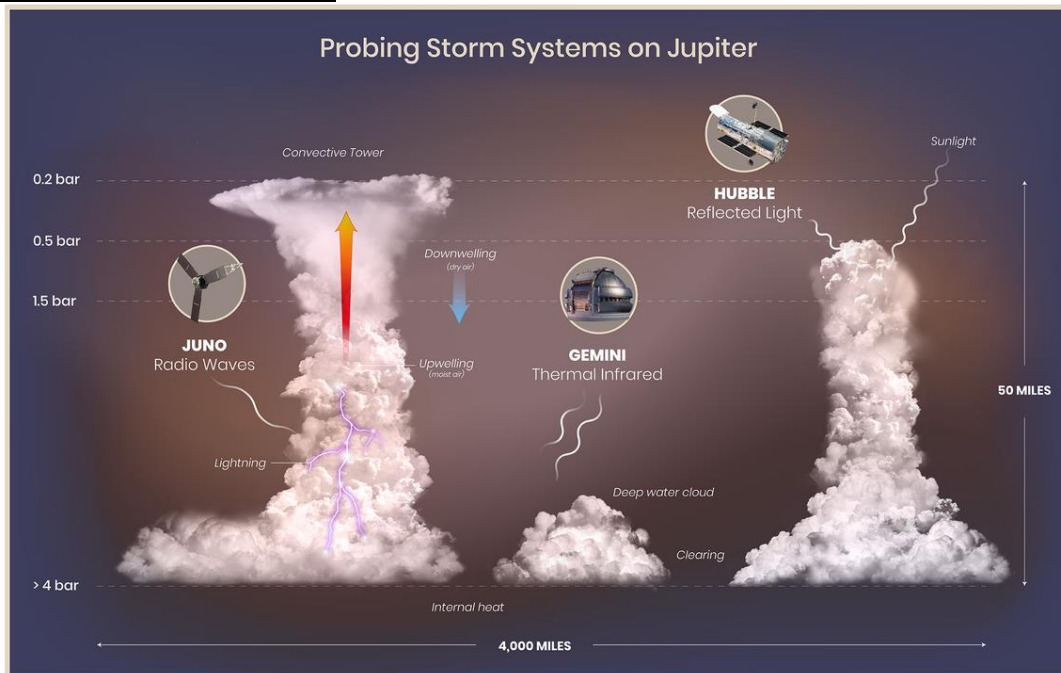 Probing Storm Systems on Jupiter
Convective Tower
Sunlight
0.2 bar
HUBBLE
Reflected Light
0.5 bar
Downwelling
(dry air)
1.5 bar
JUNO
Radio Waves
GEMINI
Thermal Infrared
Upwelling
(moist air)
50 MILES
Lightning
Deep water cloud
Clearing
> 4 bar
Internal heat
4,000 MILES